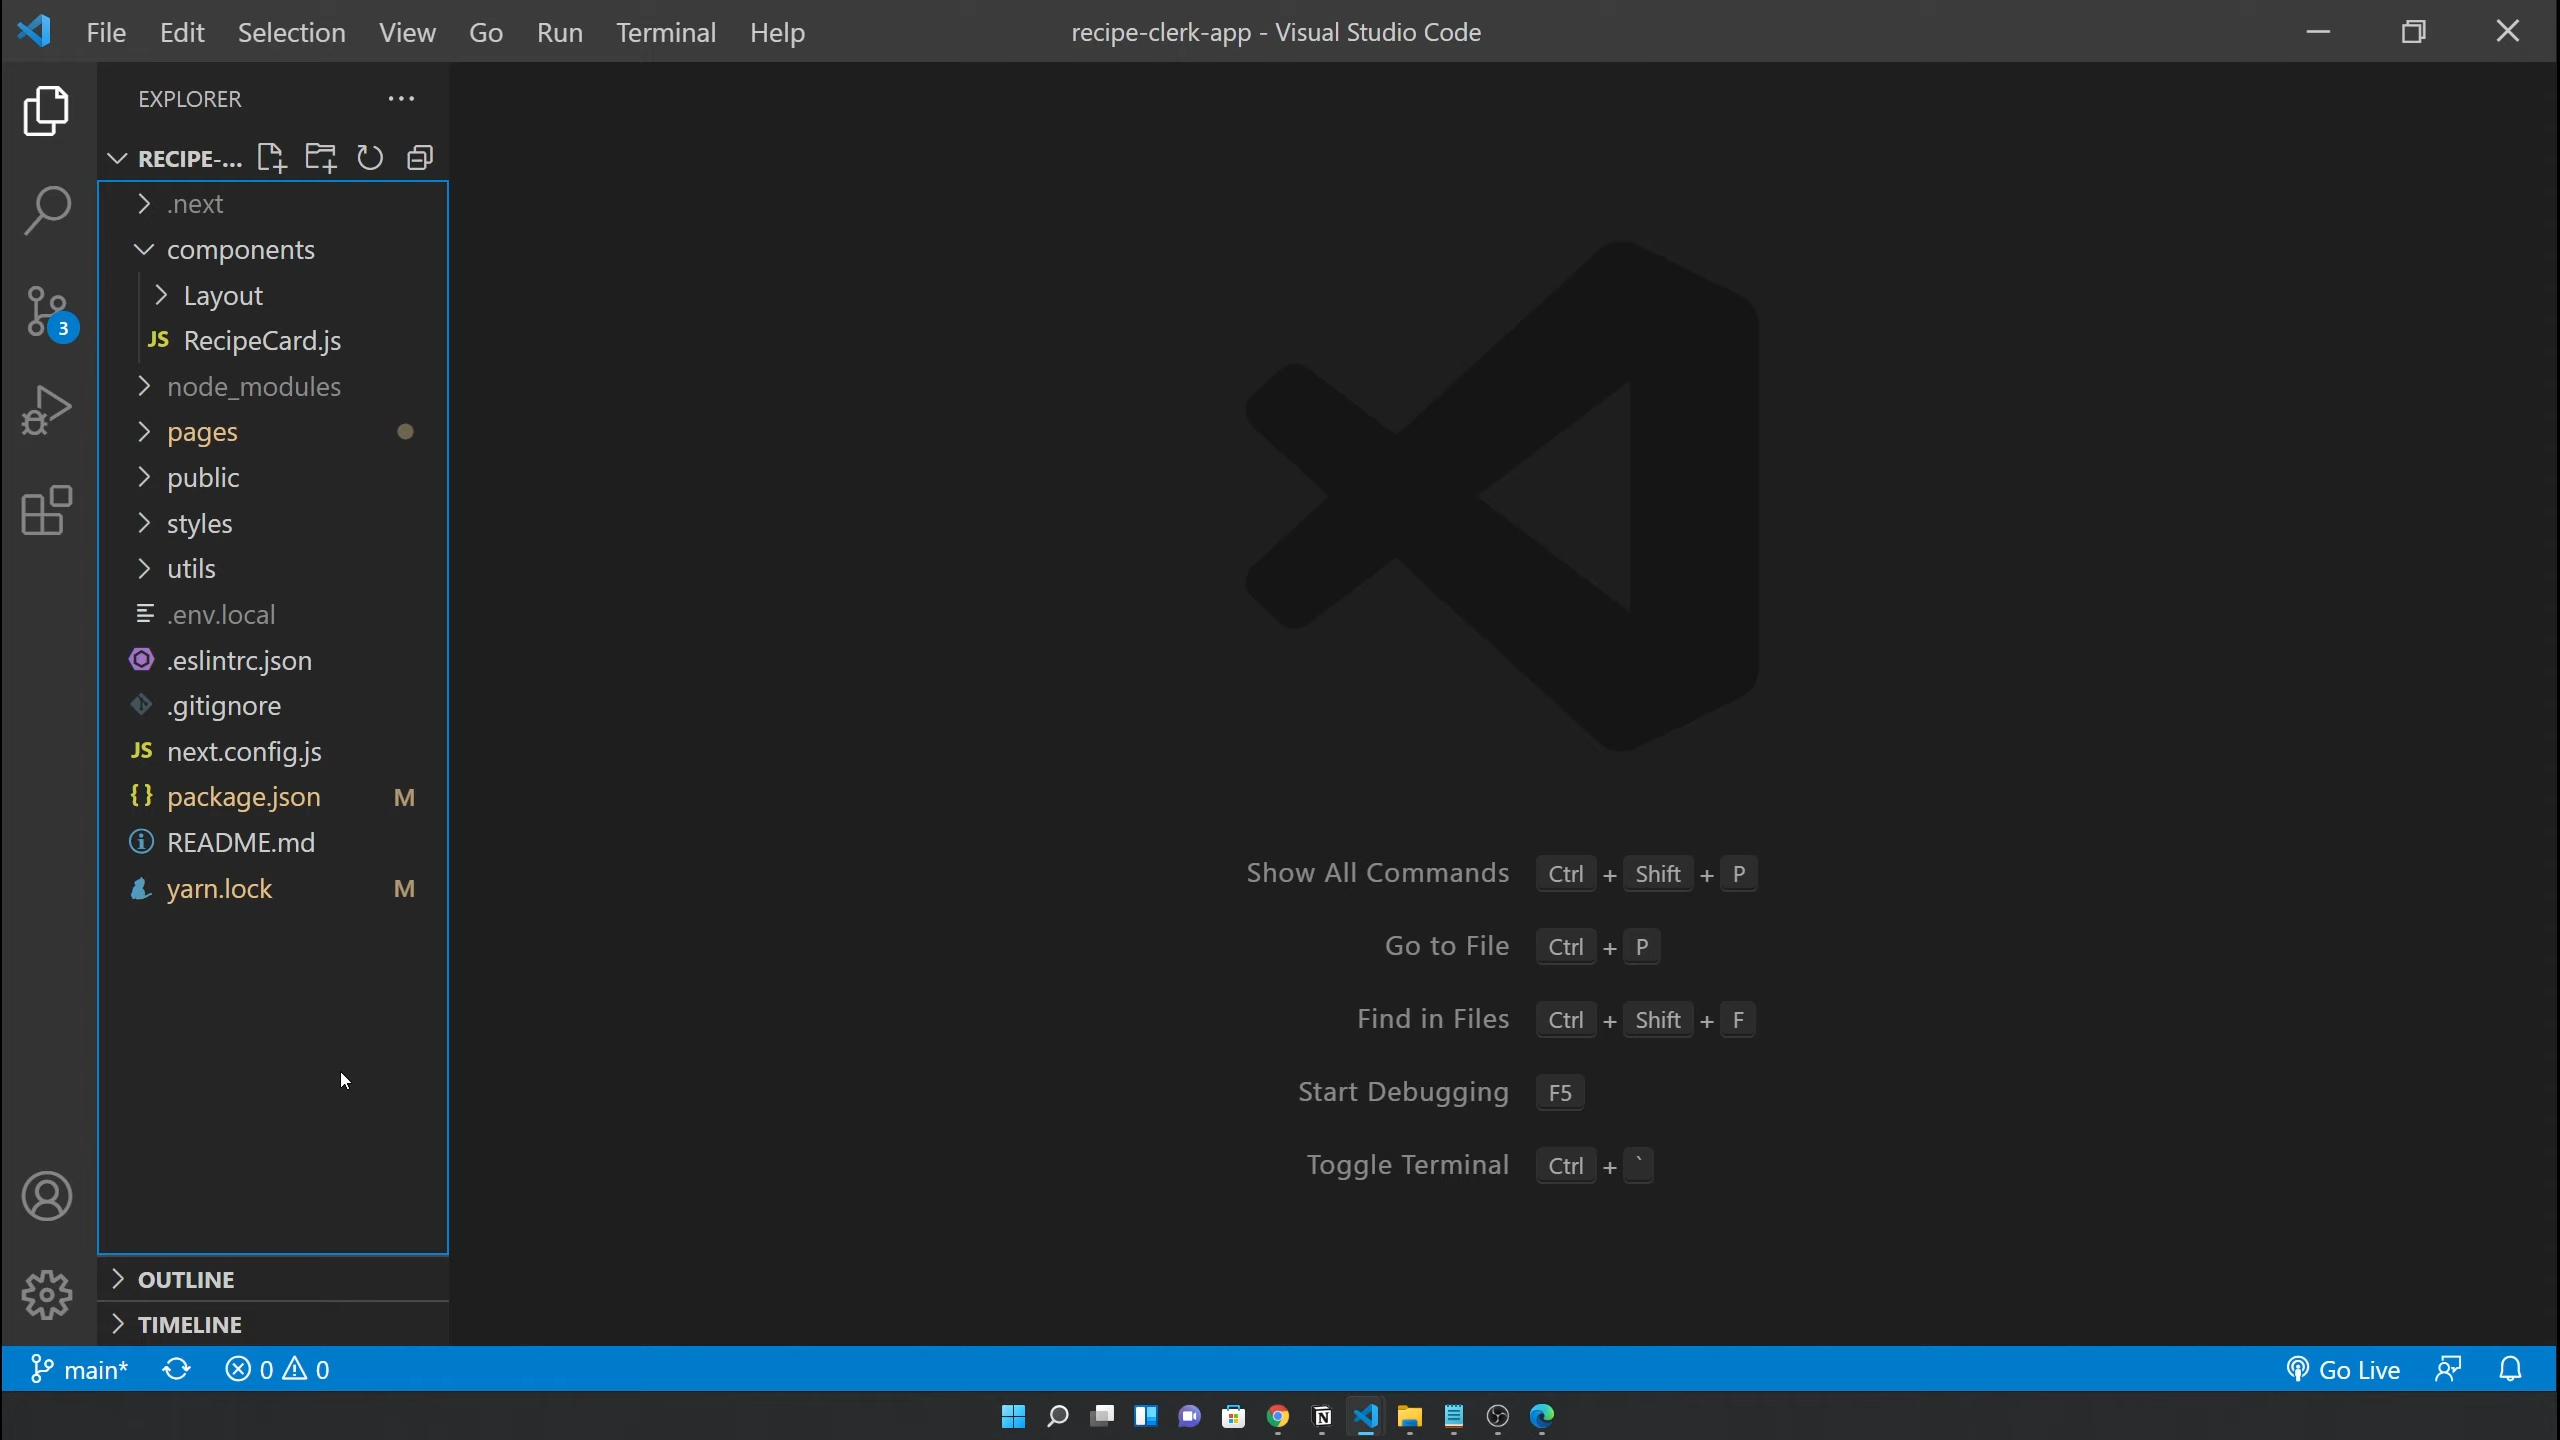 File Edit Selection View Go Run Terminal Help
recipe-clerk-app - Visual Studio Code
EXPLORER
RECIPE-...
.next
components
Layout
JS RecipeCard.js
node_modules
pages
public
styles
utils
.env.local
.eslintrc.json
.gitignore
JS next.config.js
{} package.json M
README.md
yarn.lock M
3
Show All Commands Ctrl + Shift + P
Go to File Ctrl + P
Find in Files Ctrl + Shift + F
Start Debugging F5
Toggle Terminal Ctrl + `
OUTLINE
TIMELINE
main* 0 0 Go Live